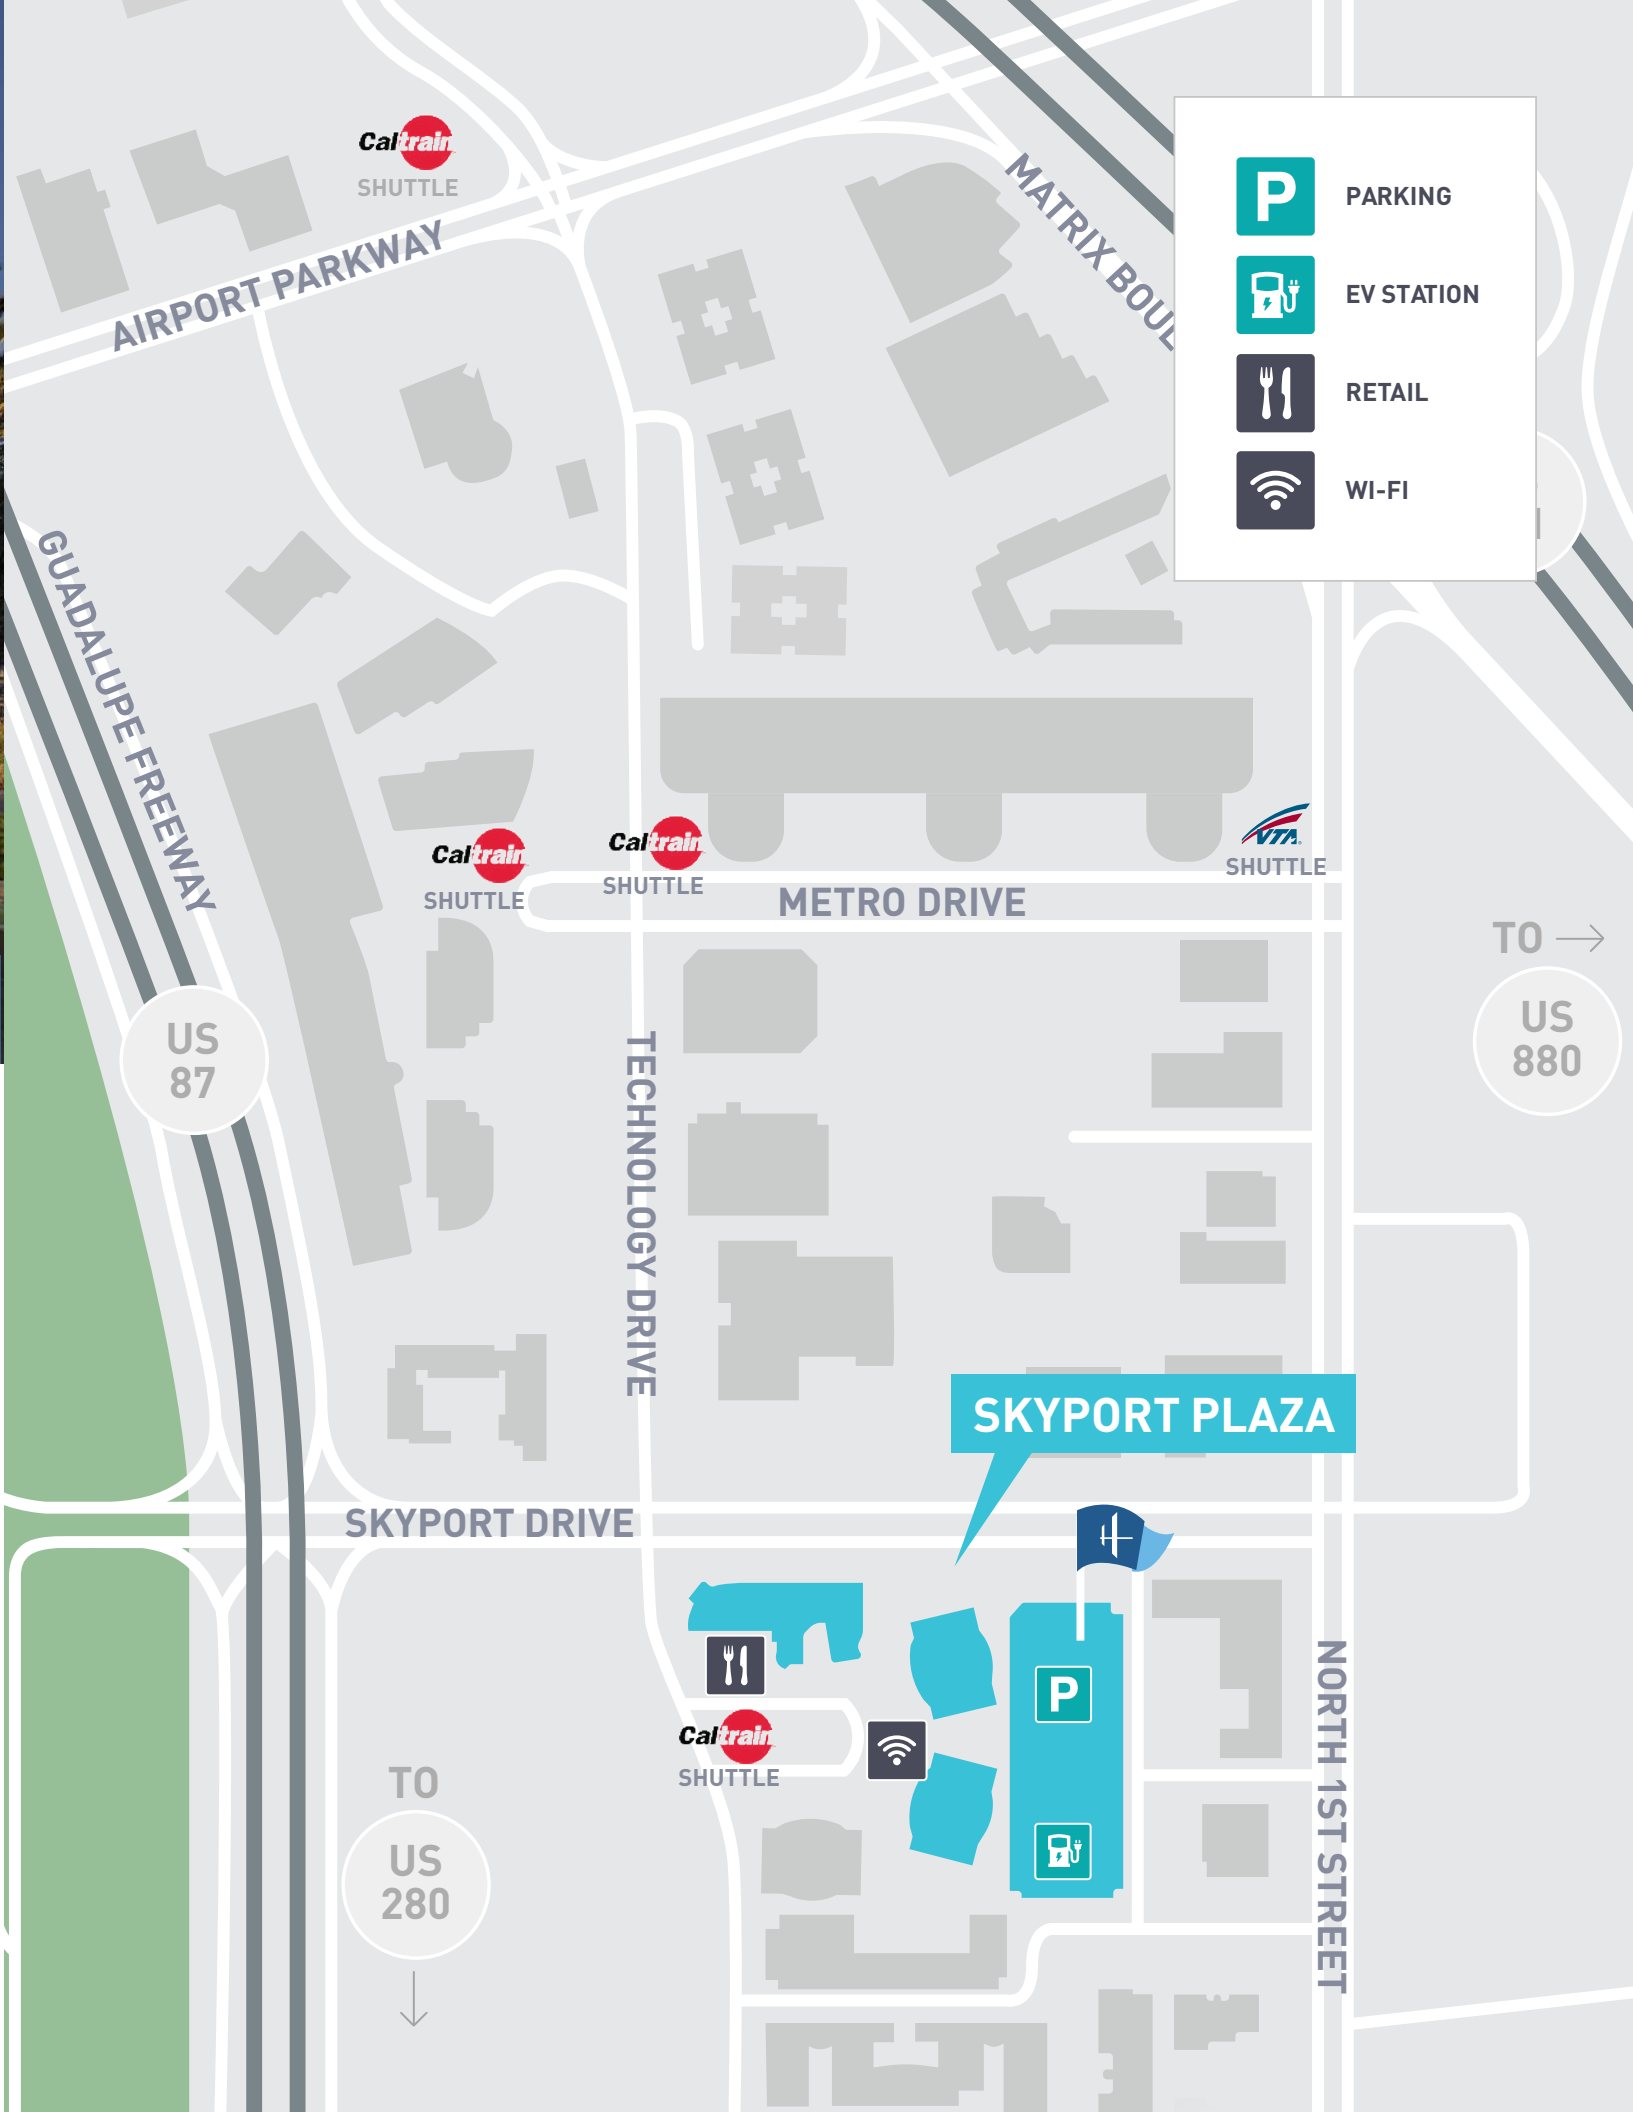 Caltrain
SHUTTLE
AIRPORT PARKWAY
MATRIX BOUL
P
PARKING
EV STATION
RETAIL
WI-FI
GUADALUPE FREEWAY
Caltrain
SHUTTLE
Caltrain
SHUTTLE
VTA
SHUTTLE
METRO DRIVE
TO
US
880
US
87
TECHNOLOGY DRIVE
SKYPORT PLAZA
SKYPORT DRIVE
H
P
NORTH 1ST STREET
Caltrain
SHUTTLE
TO
US
280